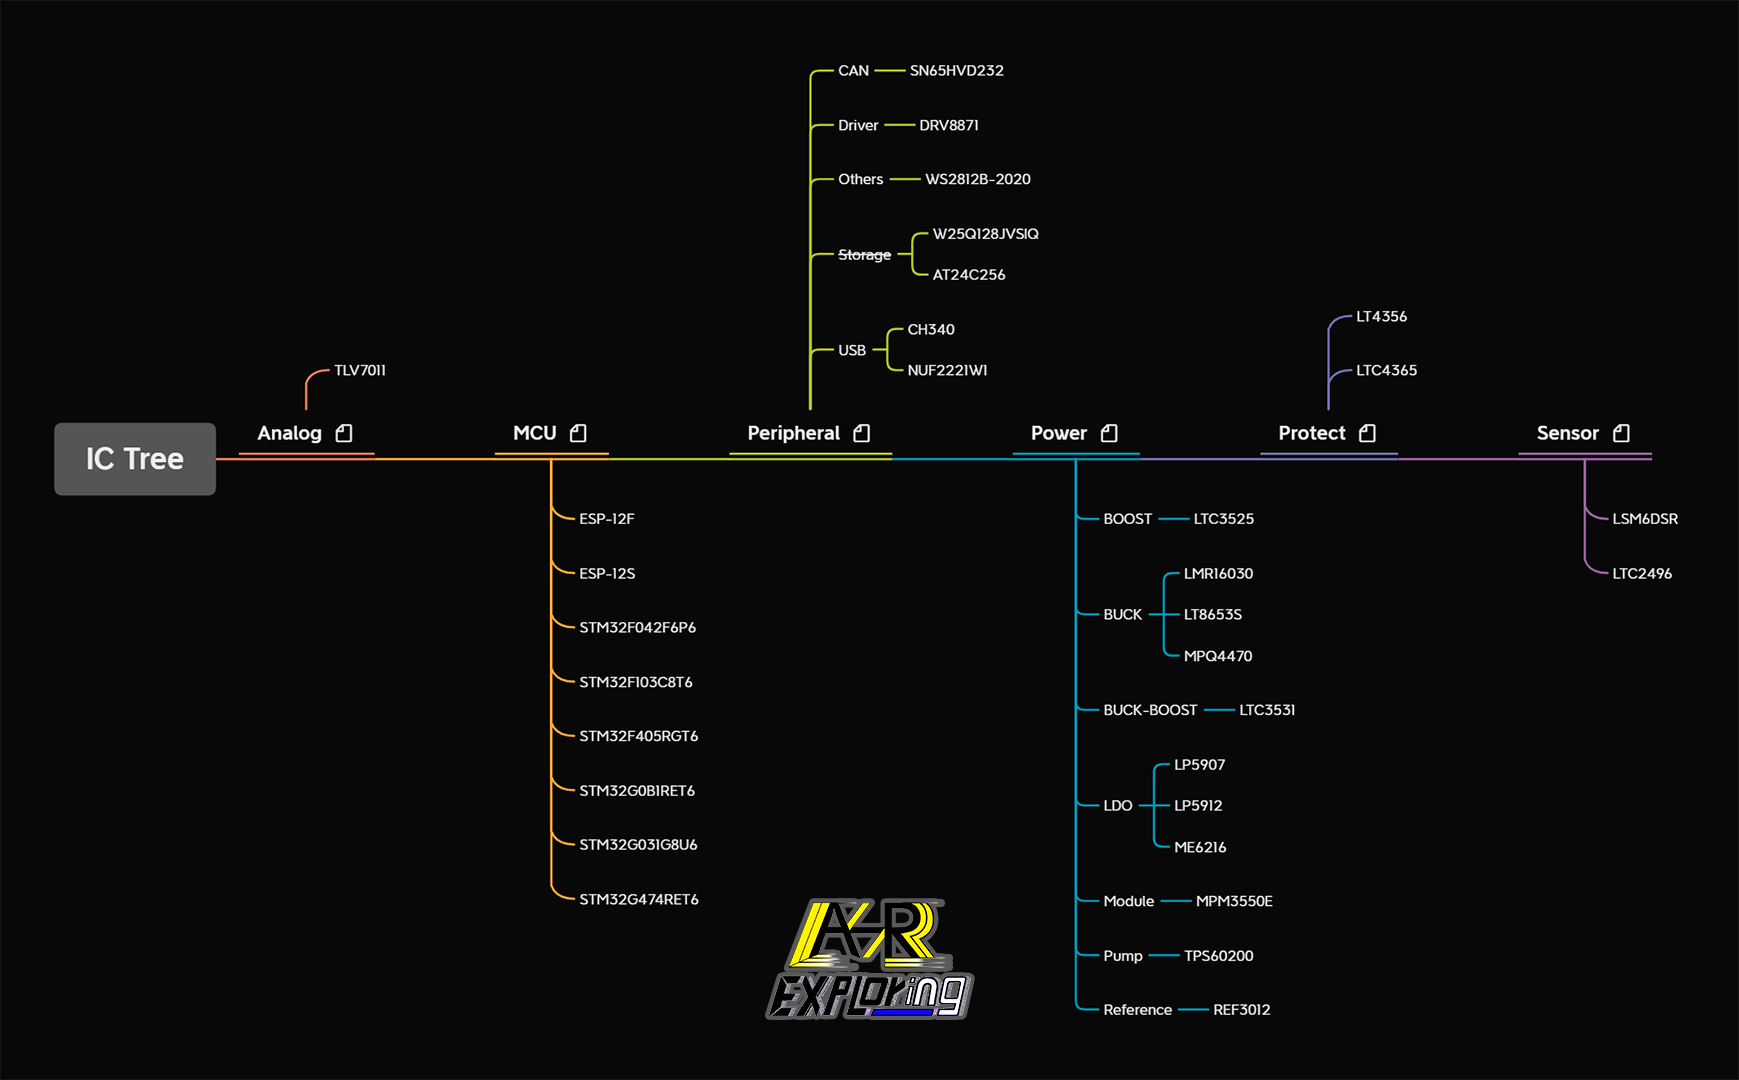 IC Tree
Analog
TLV7011
MCU
ESP-12F
ESP-12S
STM32F042F6P6
STM32F103C8T6
STM32F405RGT6
STM32G0B1RET6
STM32G031G8U6
STM32G474RET6
Peripheral
CAN SN65HVD232
Driver DRV8871
Others WS2812B-2020
Storage
W25Q128JVSIQ
AT24C256
USB
CH340
NUF2221W1
Power
BOOST LTC3525
BUCK
LMR16030
LT8653S
MPQ4470
BUCK-BOOST LTC3531
LDO
LP5907
LP5912
ME6216
Module MPM3550E
Pump TPS60200
Reference REF3012
Protect
LT4356
LTC4365
Sensor
LSM6DSR
LTC2496
EXPLORing